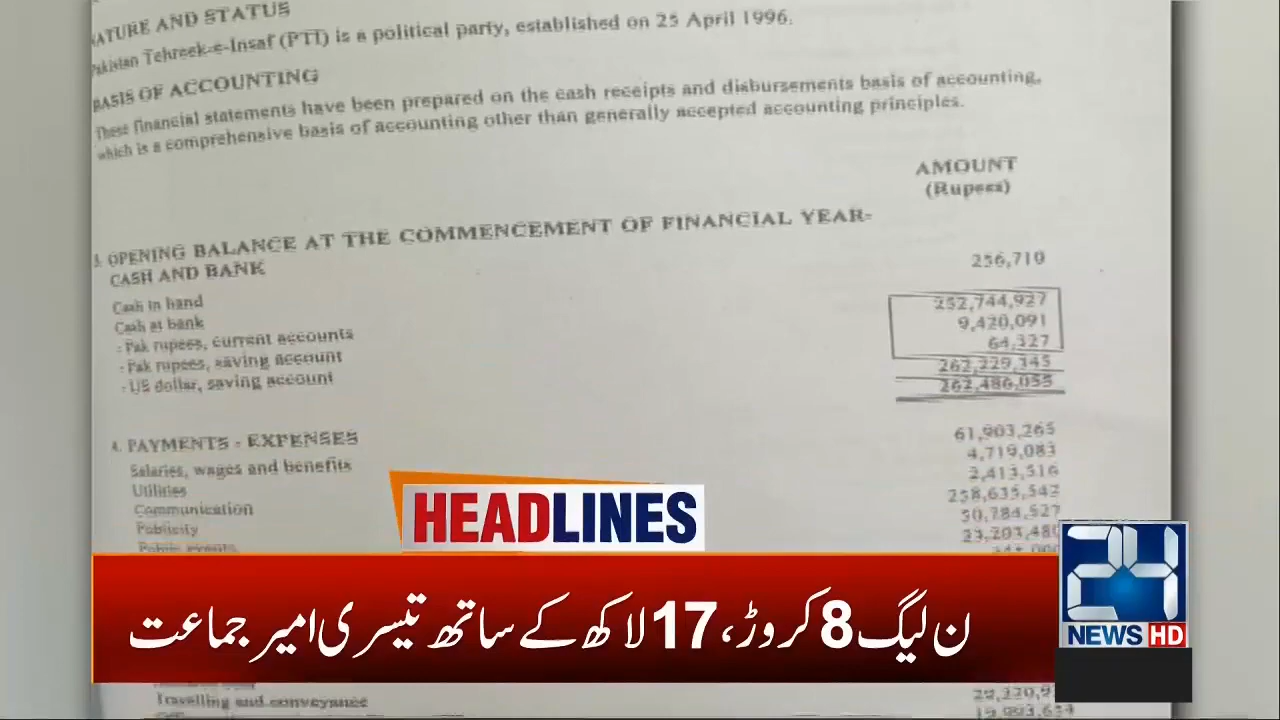 NATURE AND STATUS
Pakistan Tehreek-e-Insaf (PTI) is a political party, established on 25 April 1996.
BASIS OF ACCOUNTING
These financial statements have been prepared on the cash receipts and disbursements basis of accounting,
which is a comprehensive basis of accounting other than generally accepted accounting principles.
AMOUNT
(Rupees)
3. OPENING BALANCE AT THE COMMENCEMENT OF FINANCIAL YEAR-
CASH AND BANK
Cash in hand 256,710
Cash at bank
- Pak rupees, current accounts 252,744,927
- Pak rupees, saving account 9,420,091
- US dollar, saving account 64,327
262,229,345
262,486,055
4. PAYMENTS - EXPENSES
Salaries, wages and benefits 61,903,265
Utilities 4,719,083
Communication 2,413,516
Publicity 258,635,542
Public events 50,784,527
23,203,480
HEADLINES
ن لیگ 8 کروڑ، 17 لاکھ کے ساتھ تیسری امیر جماعت
24
NEWS HD
Travelling and conveyance